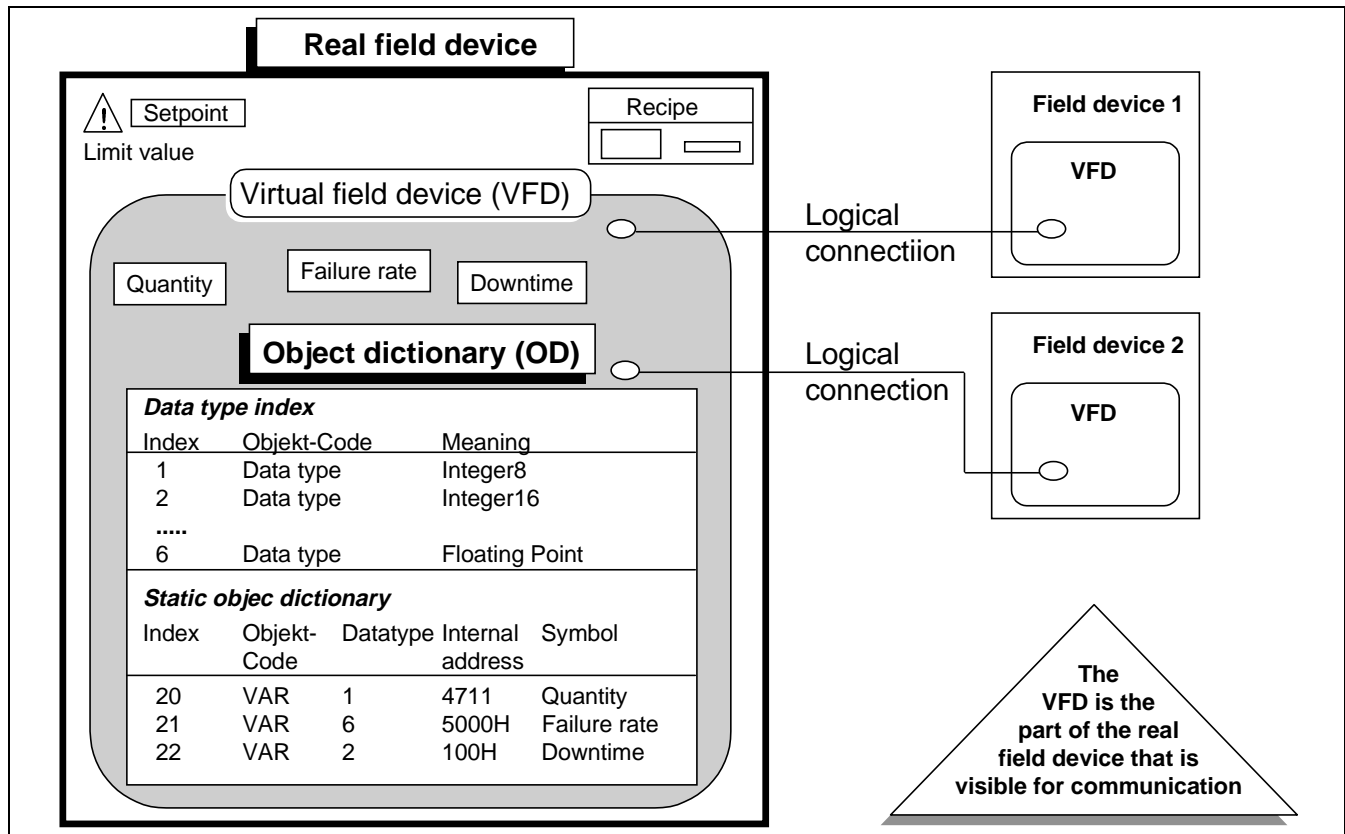 Real field device
Setpoint
Limit value
Recipe
Virtual field device (VFD)
Quantity
Failure rate
Downtime
Object dictionary (OD)
Data type index
Index Objekt-Code Meaning
1 Data type Integer8
2 Data type Integer16
.....
6 Data type Floating Point
Static objec dictionary
Index Objekt- Datatype Internal Symbol
Code address
20 VAR 1 4711 Quantity
21 VAR 6 5000H Failure rate
22 VAR 2 100H Downtime
Logical
connectiion
Field device 1
VFD
Logical
connection
Field device 2
VFD
The
VFD is the
part of the real
field device that is
visible for communication